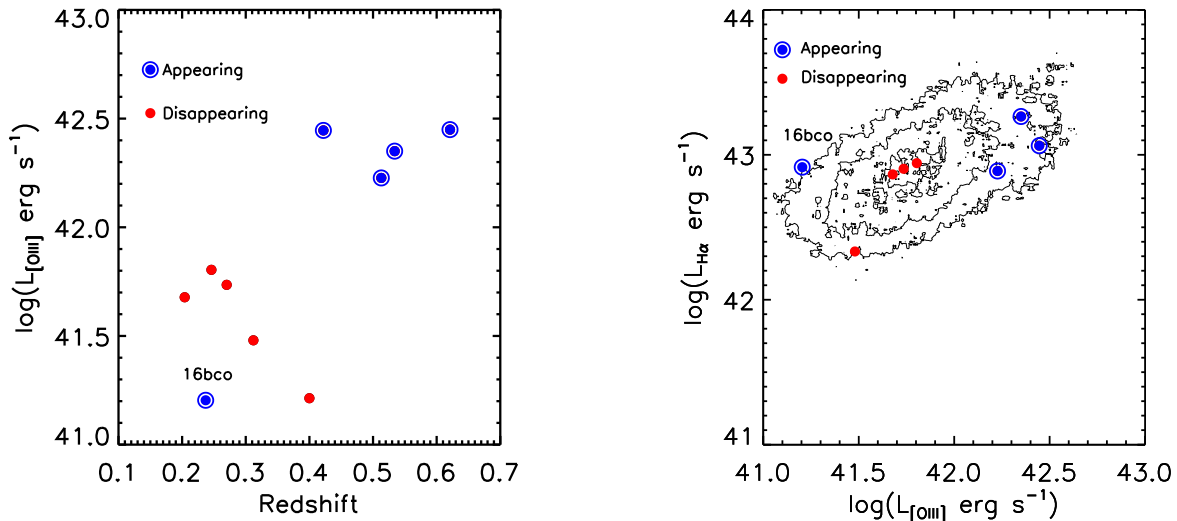 43.0
42.5
42.0
41.5
41.0
log(L[OIII] erg s⁻¹)
Appearing
Disappearing
16bco
0.1 0.2 0.3 0.4 0.5 0.6 0.7
Redshift
44
43
42
41
log(LHα erg s⁻¹)
Appearing
Disappearing
16bco
41.0 41.5 42.0 42.5 43.0
log(L[OIII] erg s⁻¹)